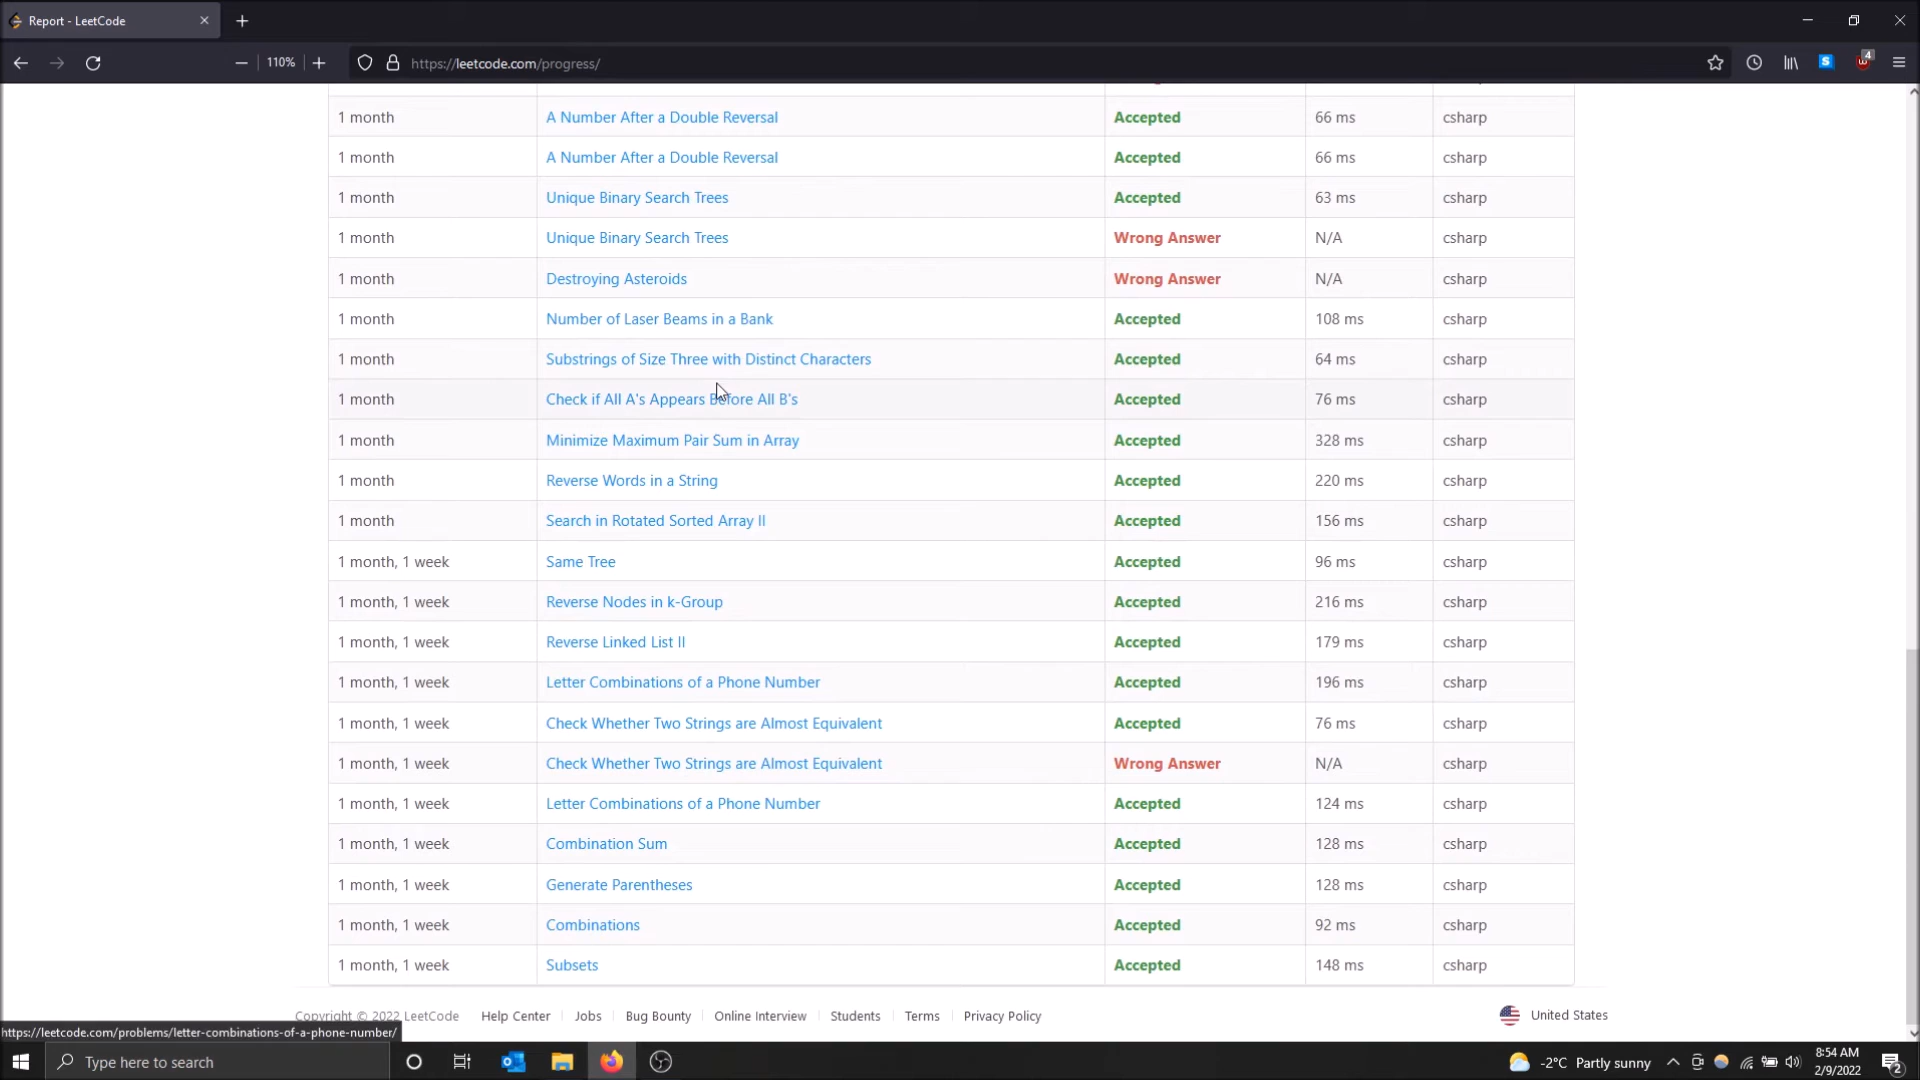 Report - LeetCode
110%
https://leetcode.com/progress/
S
4
1 month A Number After a Double Reversal Accepted 66 ms csharp
1 month A Number After a Double Reversal Accepted 66 ms csharp
1 month Unique Binary Search Trees Accepted 63 ms csharp
1 month Unique Binary Search Trees Wrong Answer N/A csharp
1 month Destroying Asteroids Wrong Answer N/A csharp
1 month Number of Laser Beams in a Bank Accepted 108 ms csharp
1 month Substrings of Size Three with Distinct Characters Accepted 64 ms csharp
1 month Check if All A's Appears Before All B's Accepted 76 ms csharp
1 month Minimize Maximum Pair Sum in Array Accepted 328 ms csharp
1 month Reverse Words in a String Accepted 220 ms csharp
1 month Search in Rotated Sorted Array II Accepted 156 ms csharp
1 month, 1 week Same Tree Accepted 96 ms csharp
1 month, 1 week Reverse Nodes in k-Group Accepted 216 ms csharp
1 month, 1 week Reverse Linked List II Accepted 179 ms csharp
1 month, 1 week Letter Combinations of a Phone Number Accepted 196 ms csharp
1 month, 1 week Check Whether Two Strings are Almost Equivalent Accepted 76 ms csharp
1 month, 1 week Check Whether Two Strings are Almost Equivalent Wrong Answer N/A csharp
1 month, 1 week Letter Combinations of a Phone Number Accepted 124 ms csharp
1 month, 1 week Combination Sum Accepted 128 ms csharp
1 month, 1 week Generate Parentheses Accepted 128 ms csharp
1 month, 1 week Combinations Accepted 92 ms csharp
1 month, 1 week Subsets Accepted 148 ms csharp
Copyright © 2022 LeetCode Help Center Jobs Bug Bounty Online Interview Students Terms Privacy Policy United States
https://leetcode.com/problems/letter-combinations-of-a-phone-number/
Type here to search
-2°C Partly sunny
8:54 AM
2/9/2022
2